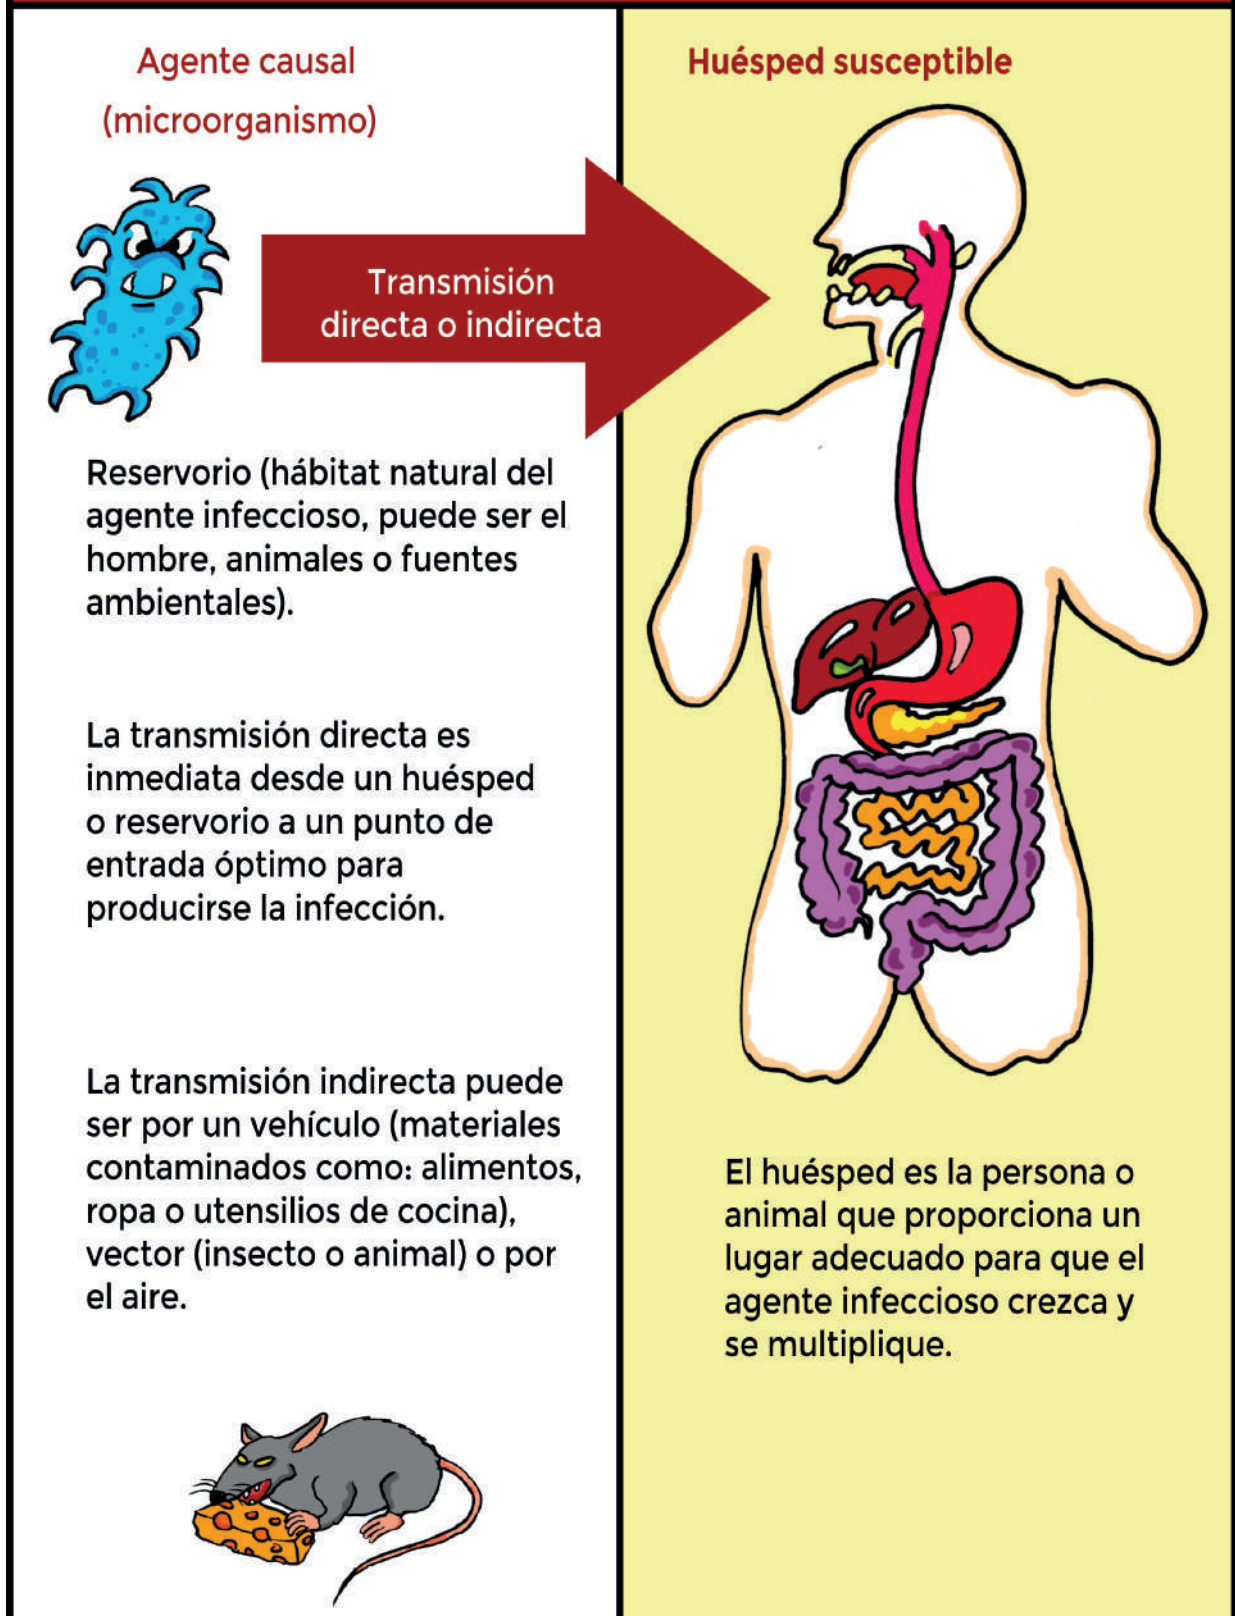 Agente causal
(microorganismo)
Transmisión
directa o indirecta
Reservorio (hábitat natural del
agente infeccioso, puede ser el
hombre, animales o fuentes
ambientales).
La transmisión directa es
inmediata desde un huésped
o reservorio a un punto de
entrada óptimo para
producirse la infección.
La transmisión indirecta puede
ser por un vehículo (materiales
contaminados como: alimentos,
ropa o utensilios de cocina),
vector (insecto o animal) o por
el aire.
Huésped susceptible
El huésped es la persona o
animal que proporciona un
lugar adecuado para que el
agente infeccioso crezca y
se multiplique.